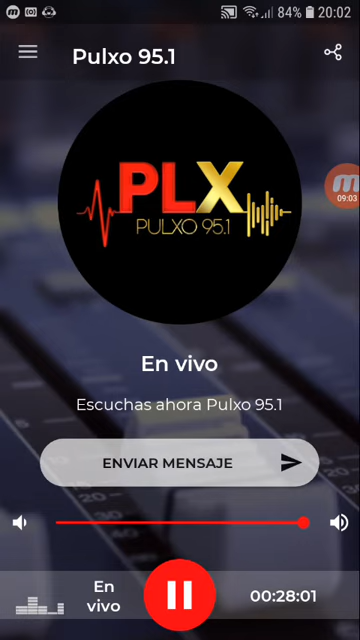 84% 20:02
Pulxo 95.1
09:03
PLX
PULXO 95.1
En vivo
Escuchas ahora Pulxo 95.1
ENVIAR MENSAJE
En
vivo
00:28:01